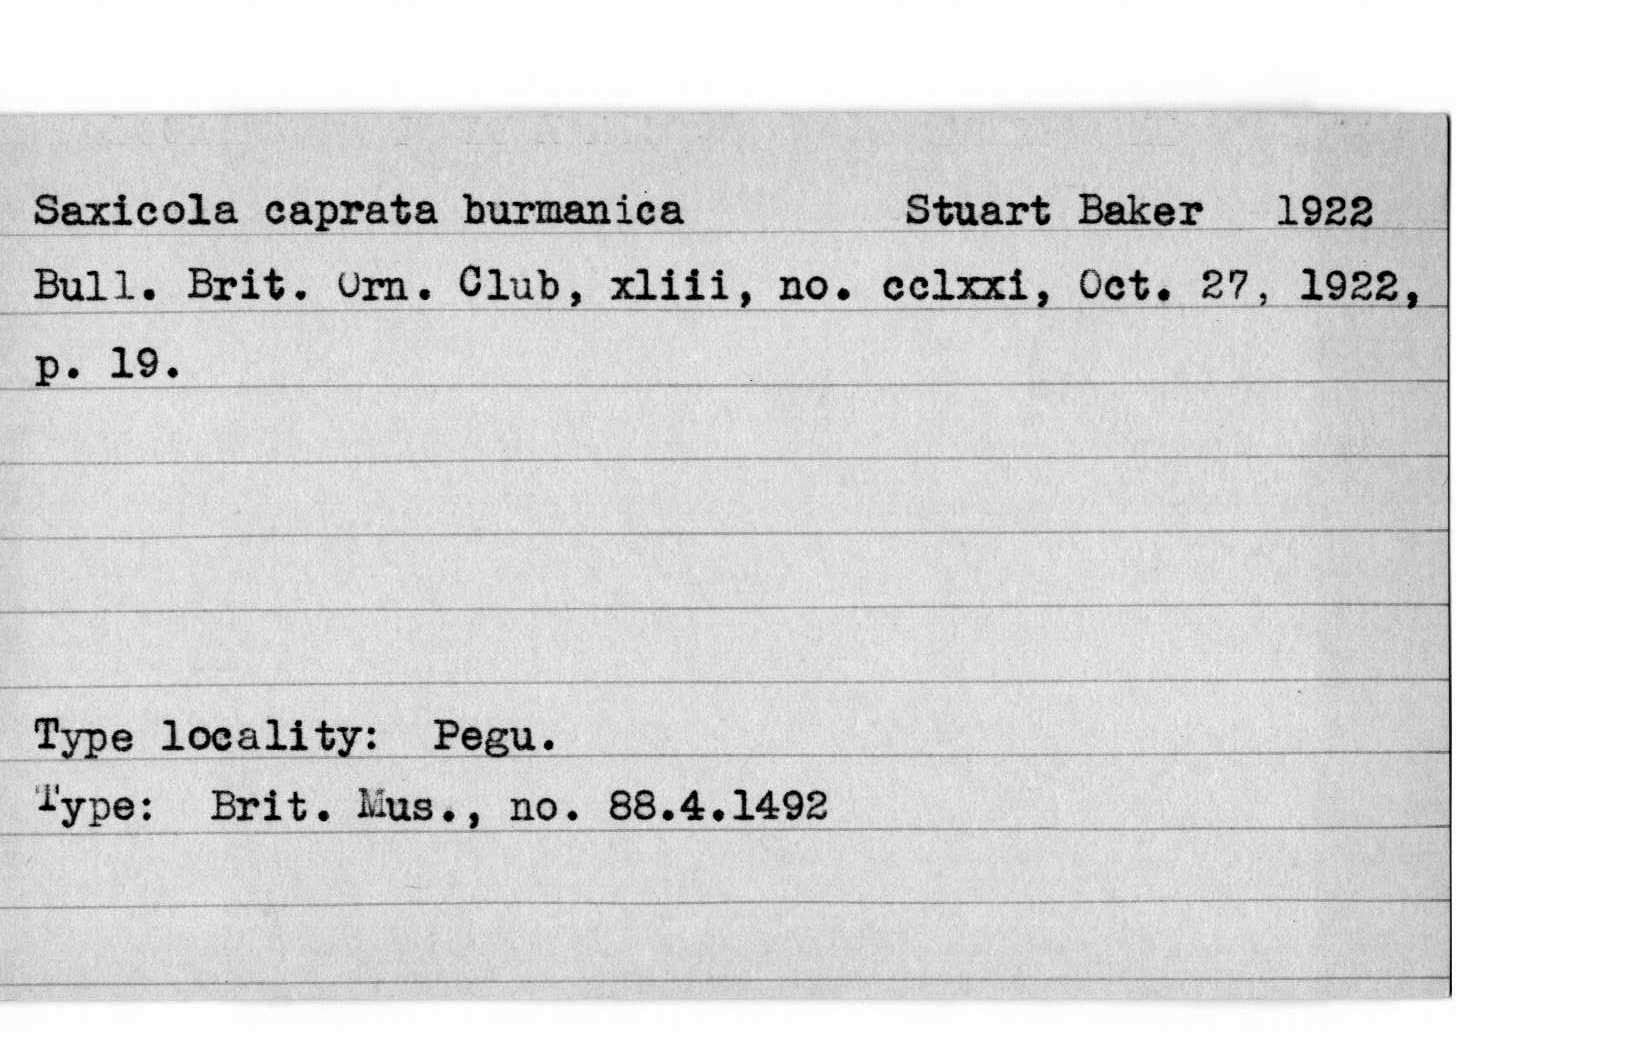 Saxicola caprata burmanica Stuart Baker 1922
Bull. Brit. Orn. Club, xliii, no. cclxxi, Oct. 27, 1922,
p. 19.
Type locality: Pegu.
Type: Brit. Mus., no. 88.4.1492